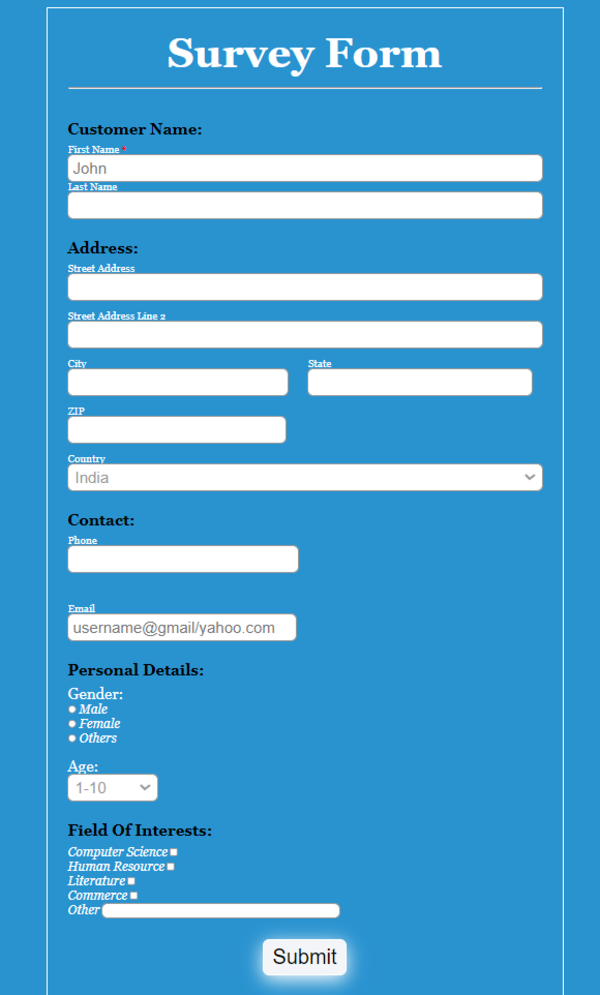 Survey Form
Customer Name:
First Name *
John
Last Name
Address:
Street Address
Street Address Line 2
City State
ZIP
Country
India
Contact:
Phone
Email
username@gmail/yahoo.com
Personal Details:
Gender:
Male
Female
Others
Age:
1-10
Field Of Interests:
Computer Science
Human Resource
Literature
Commerce
Other
Submit